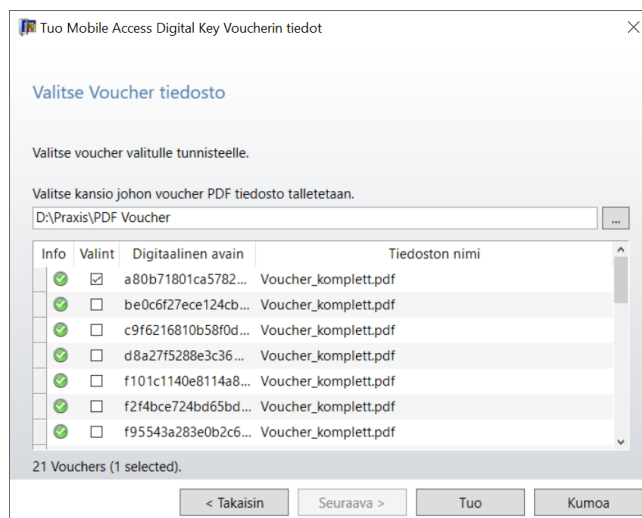 Tuo Mobile Access Digital Key Voucherin tiedot
Valitse Voucher tiedosto
Valitse voucher valitulle tunnisteelle.
Valitse kansio johon voucher PDF tiedosto talletetaan.
D:\Praxis\PDF Voucher ...
Info Valint Digitaalinen avain Tiedoston nimi
a80b71801ca5782... Voucher_komplett.pdf
be0c6f27ece124cb... Voucher_komplett.pdf
c9f6216810b58f0d... Voucher_komplett.pdf
d8a27f5288e3c36... Voucher_komplett.pdf
f101c1140e8114a8... Voucher_komplett.pdf
f2f4bce724bd65bd... Voucher_komplett.pdf
f95543a283e0b2c6... Voucher_komplett.pdf
21 Vouchers (1 selected).
< Takaisin Seuraava > Tuo Kumoa